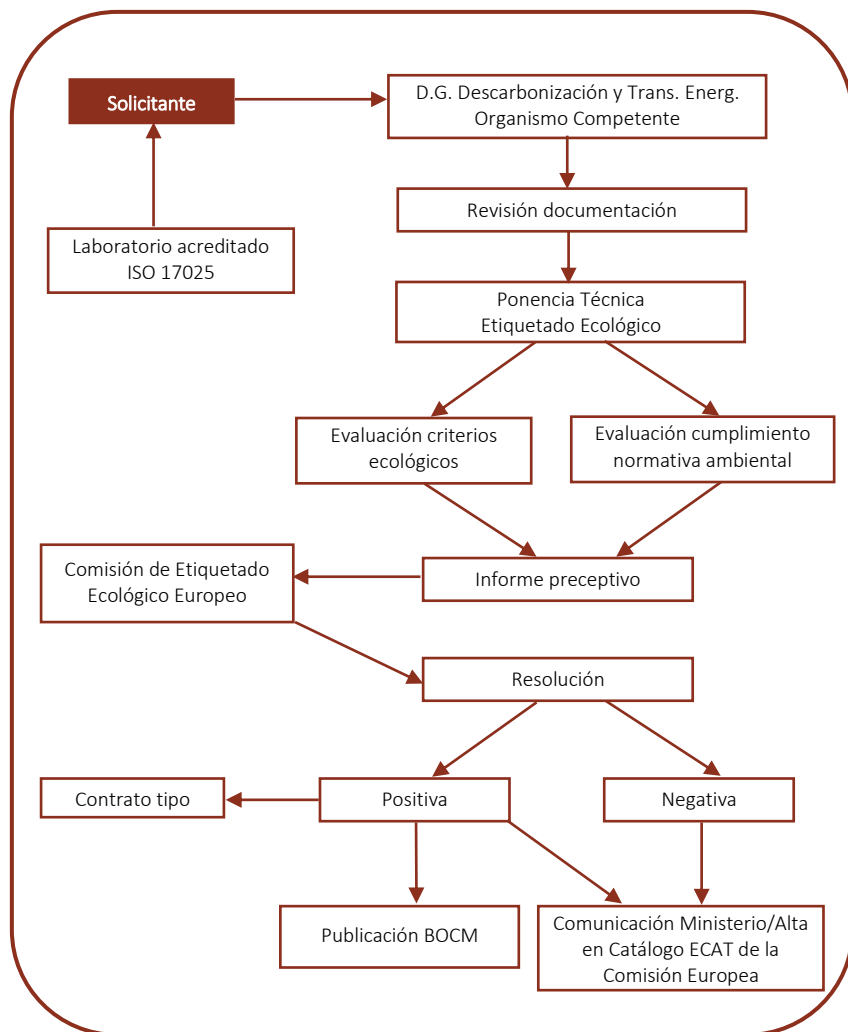 Solicitante
D.G. Descarbonización y Trans. Energ.
Organismo Competente
Revisión documentación
Laboratorio acreditado
ISO 17025
Ponencia Técnica
Etiquetado Ecológico
Evaluación criterios
ecológicos
Evaluación cumplimiento
normativa ambiental
Comisión de Etiquetado
Ecológico Europeo
Informe preceptivo
Resolución
Contrato tipo
Positiva
Negativa
Publicación BOCM
Comunicación Ministerio/Alta
en Catálogo ECAT de la
Comisión Europea